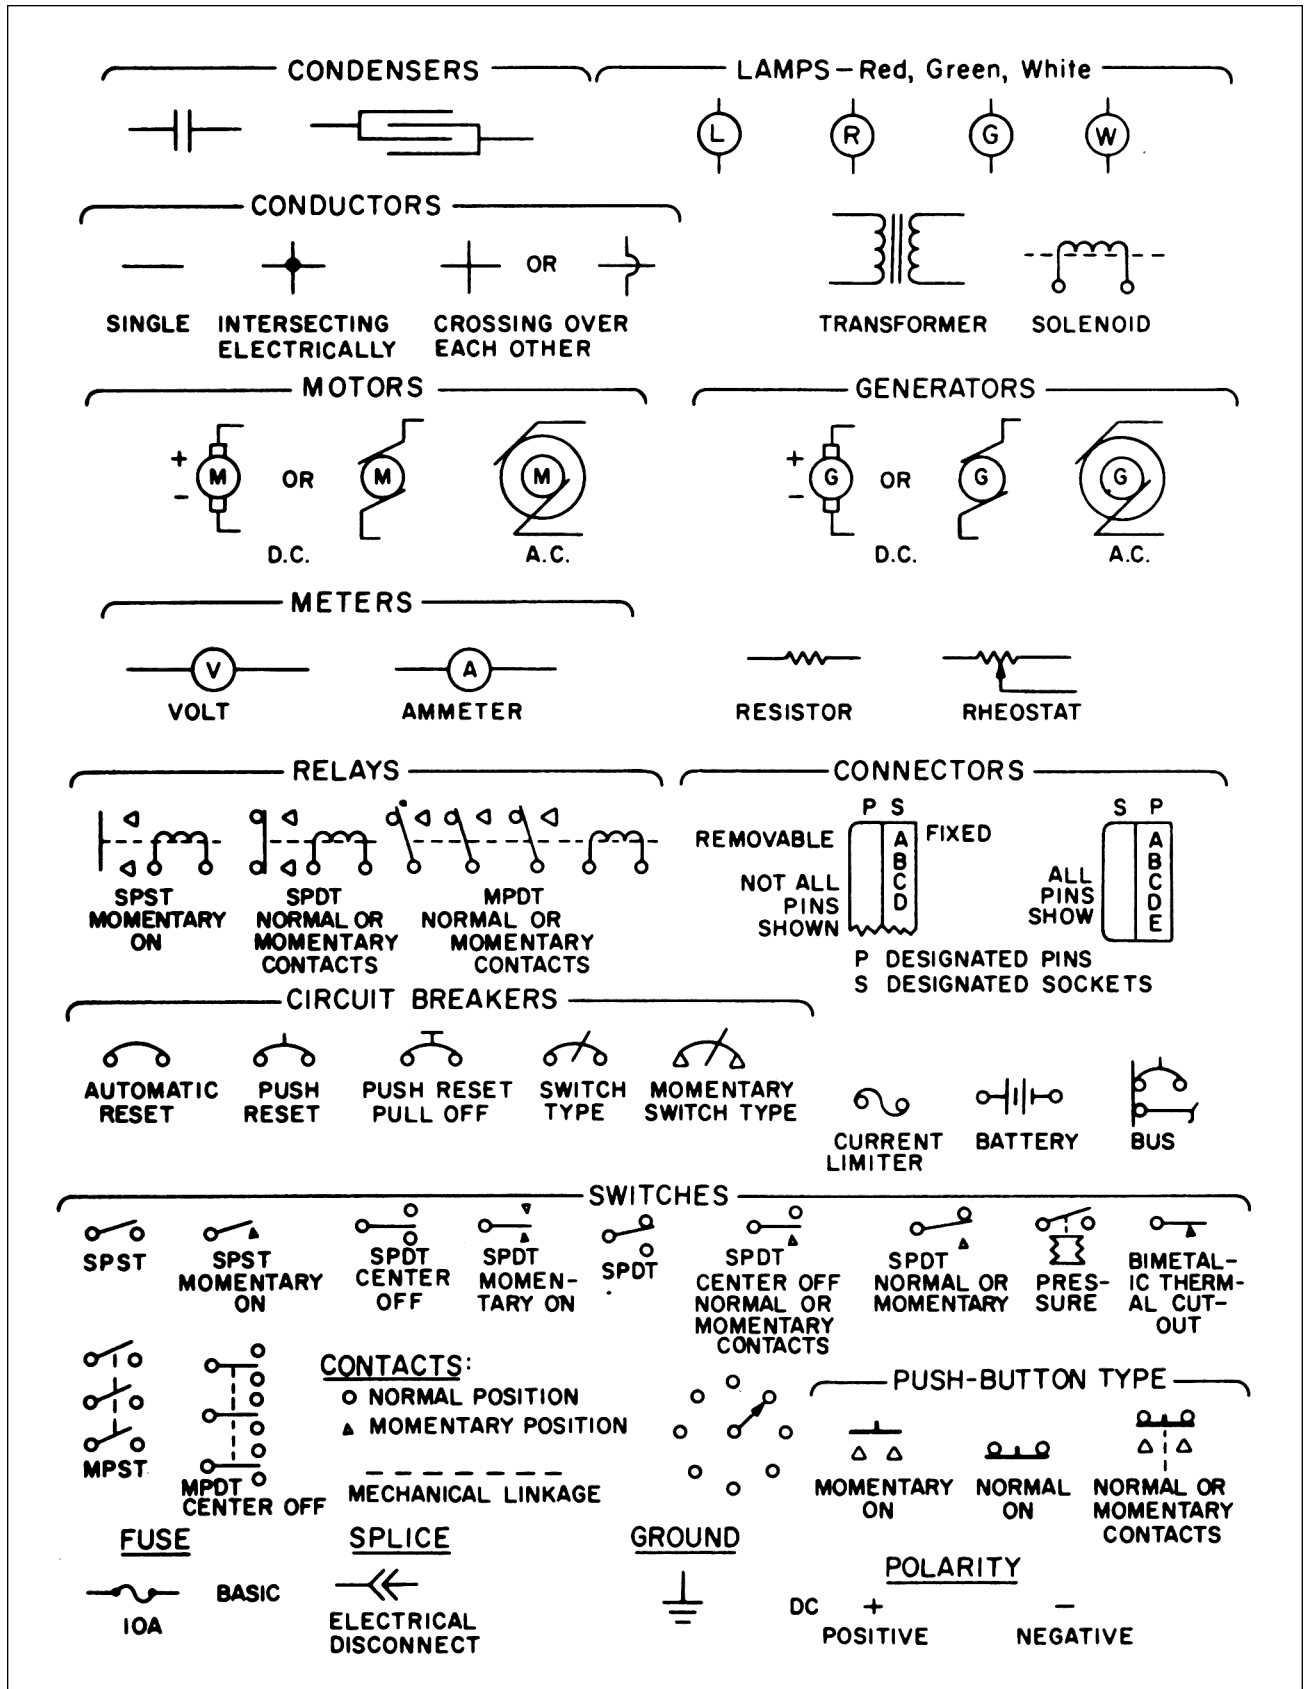 CONDENSERS
LAMPS—Red, Green, White
L R G W
CONDUCTORS
OR
SINGLE
INTERSECTING
ELECTRICALLY
CROSSING OVER
EACH OTHER
TRANSFORMER
SOLENOID
MOTORS
+
−
M
OR
M
M
D.C.
A.C.
GENERATORS
+
−
G
OR
G
G
D.C.
A.C.
METERS
V
A
VOLT
AMMETER
RESISTOR
RHEOSTAT
RELAYS
SPST
MOMENTARY
ON
SPDT
NORMAL OR
MOMENTARY
CONTACTS
MPDT
NORMAL OR
MOMENTARY
CONTACTS
CONNECTORS
P S
REMOVABLE
FIXED
A
B
C
D
NOT ALL
PINS
SHOWN
S P
A
B
C
D
E
ALL
PINS
SHOW
P DESIGNATED PINS
S DESIGNATED SOCKETS
CIRCUIT BREAKERS
AUTOMATIC
RESET
PUSH
RESET
PUSH RESET
PULL OFF
SWITCH
TYPE
MOMENTARY
SWITCH TYPE
CURRENT
LIMITER
BATTERY
BUS
SWITCHES
SPST
SPST
MOMENTARY
ON
SPDT
CENTER
OFF
SPDT
MOMEN-
TARY ON
SPDT
SPDT
CENTER OFF
NORMAL OR
MOMENTARY
CONTACTS
SPDT
NORMAL OR
MOMENTARY
PRES-
SURE
BIMETAL-
IC THERM-
AL CUT-
OUT
MPST
MPDT
CENTER OFF
CONTACTS:
NORMAL POSITION
MOMENTARY POSITION
MECHANICAL LINKAGE
PUSH-BUTTON TYPE
MOMENTARY
ON
NORMAL
ON
NORMAL OR
MOMENTARY
CONTACTS
FUSE
BASIC
10A
SPLICE
ELECTRICAL
DISCONNECT
GROUND
POLARITY
DC + −
POSITIVE
NEGATIVE